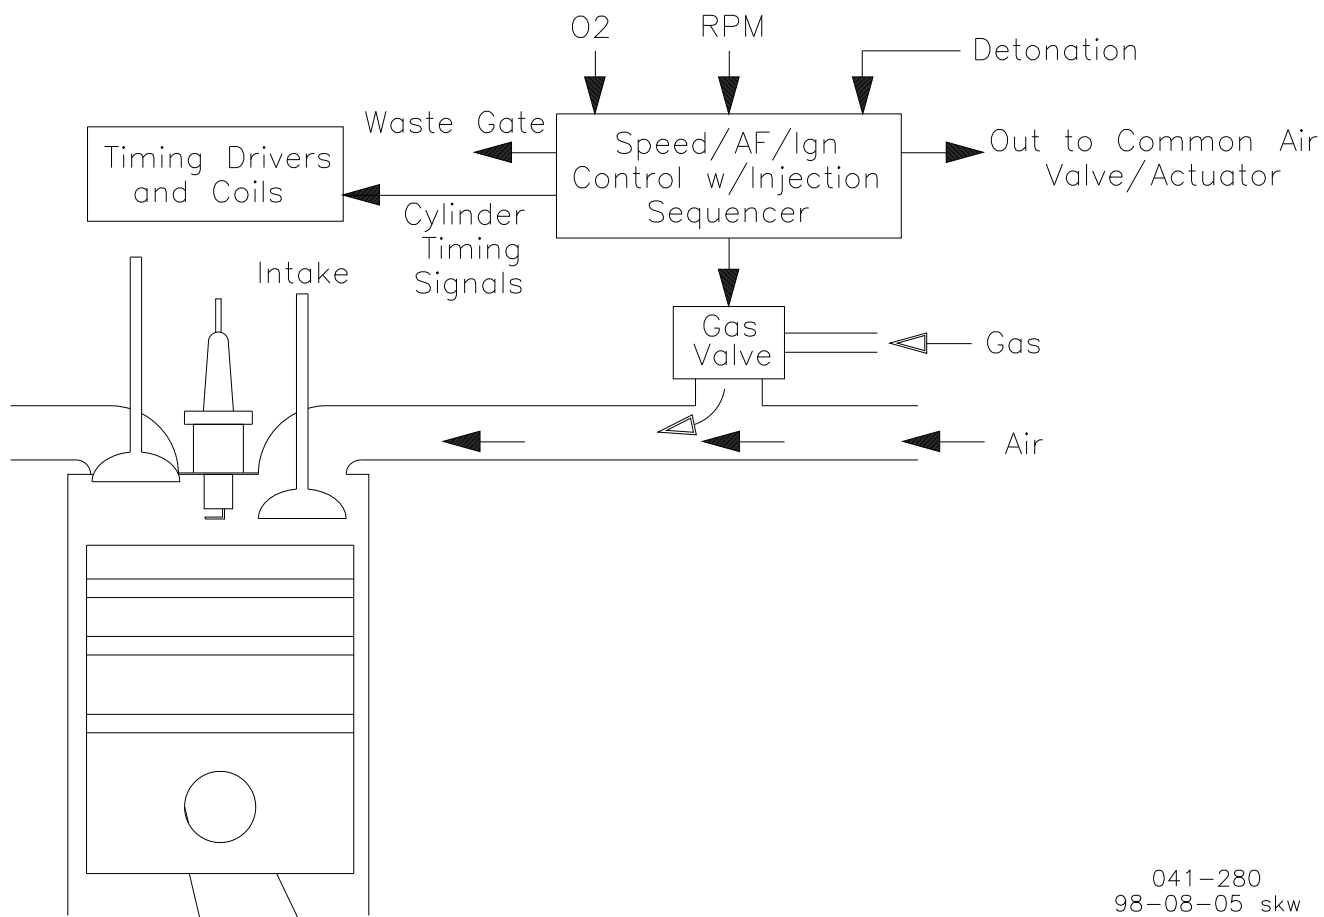 O2
RPM
Detonation
Waste Gate
Speed/AF/Ign
Control w/Injection
Sequencer
Out to Common Air
Valve/Actuator
Timing Drivers
and Coils
Cylinder
Timing
Signals
Intake
Gas
Valve
Gas
Air
041-280
98-08-05 skw